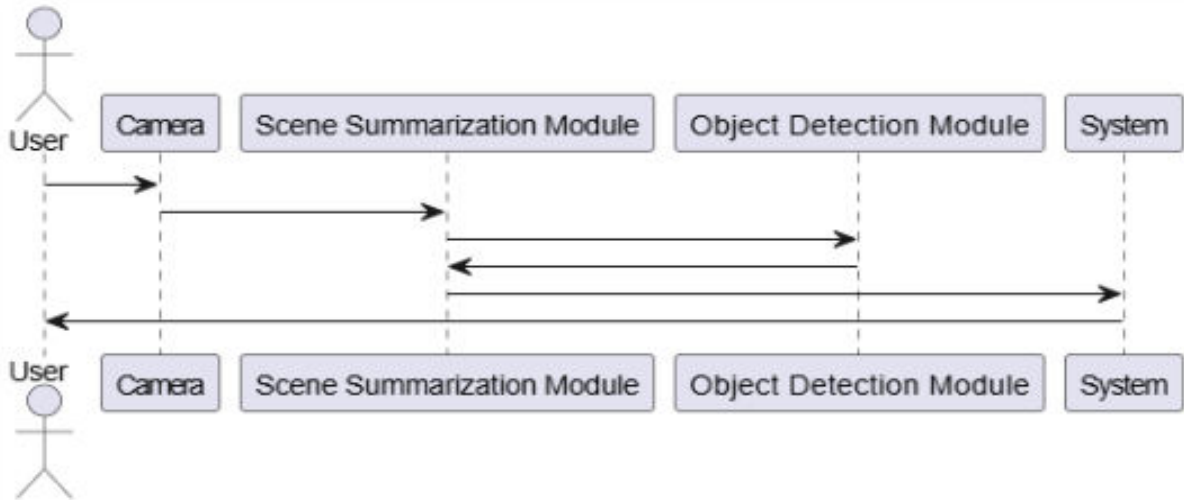 User
Camera
Scene Summarization Module
Object Detection Module
System
User
Camera
Scene Summarization Module
Object Detection Module
System